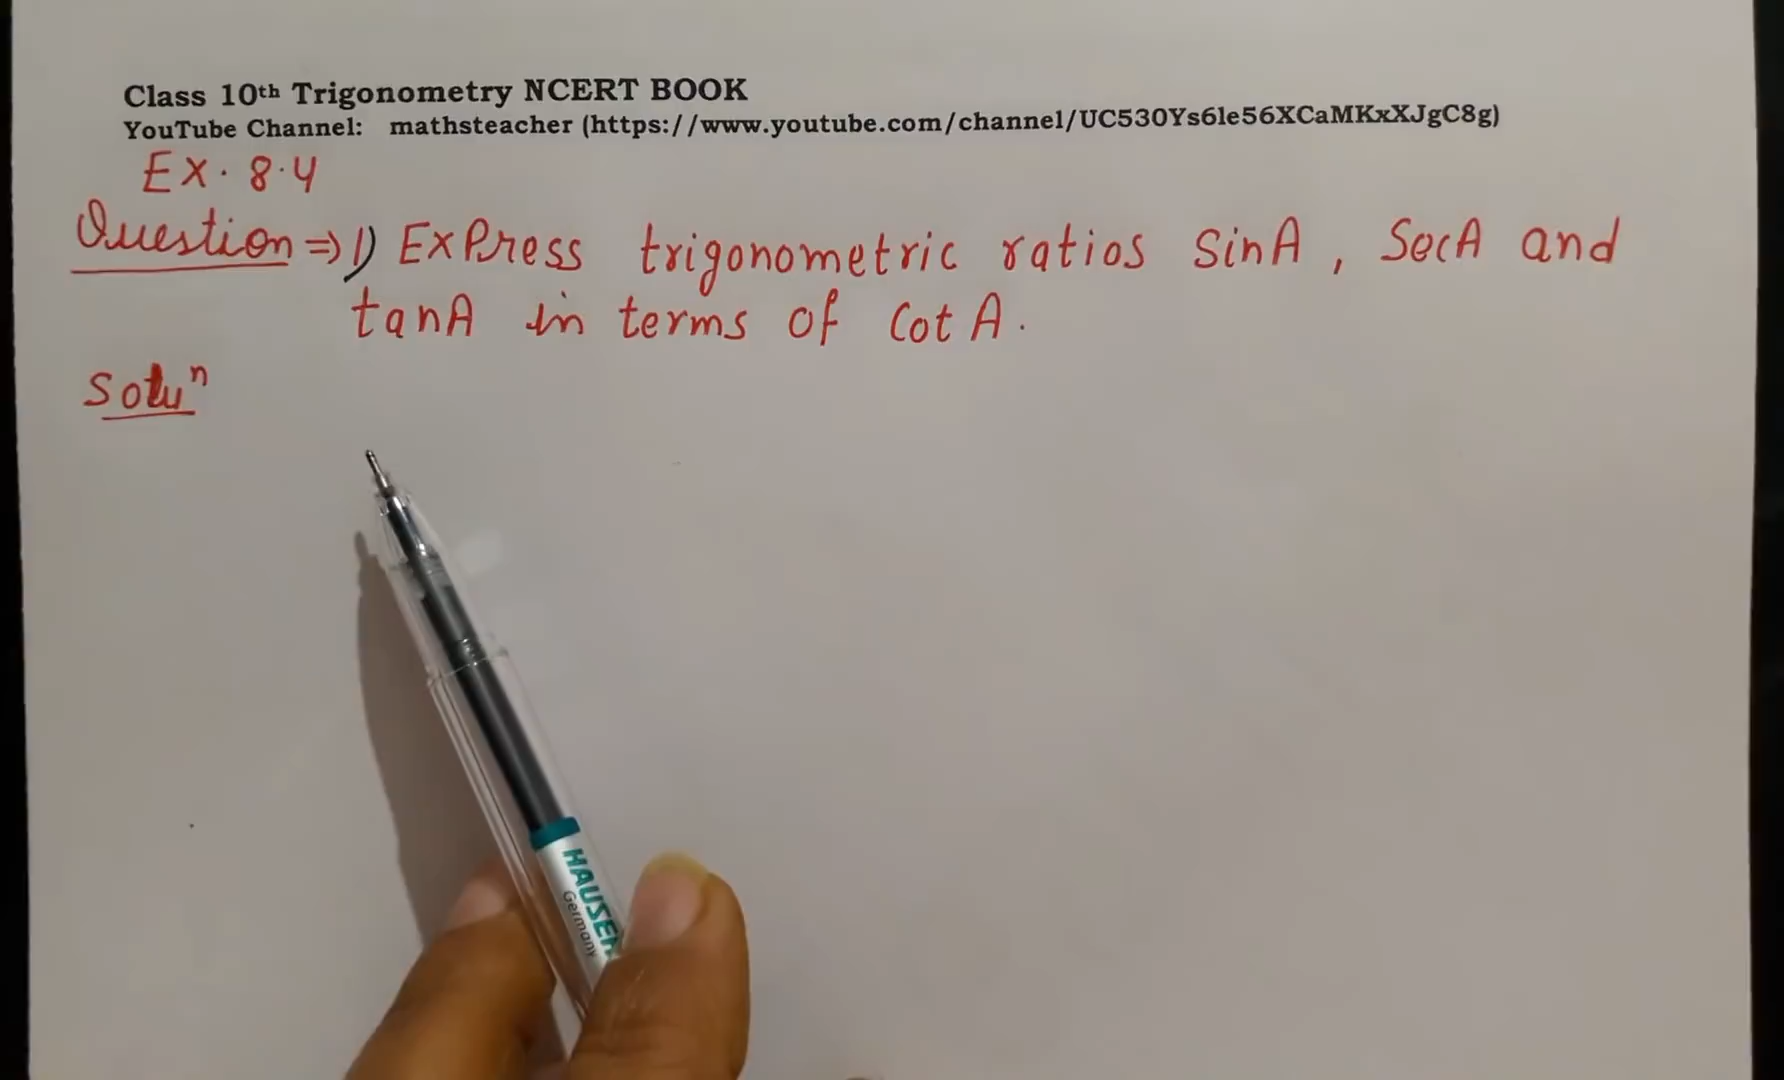 Class 10th Trigonometry NCERT BOOK
YouTube Channel: mathsteacher (https://www.youtube.com/channel/UC530Ys6le56XCaMKxXJgC8g)
EX. 8.4
Question ⇒ 1) ExPress trigonometric ratios SinA, SecA and
tanA in terms of Cot A.
Soluⁿ
HAUSER
Germany